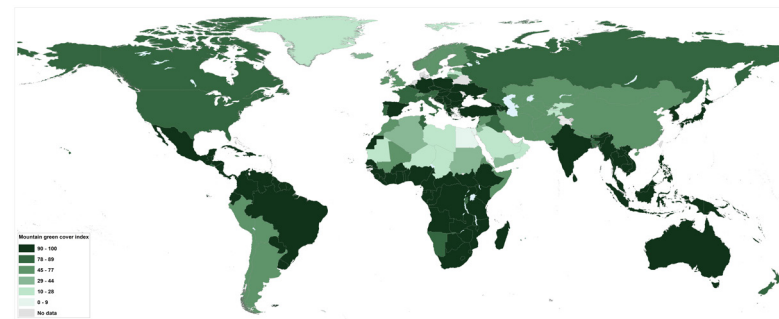 Mountain green cover index
90 - 100
78 - 89
45 - 77
29 - 44
10 - 28
0 - 9
No data